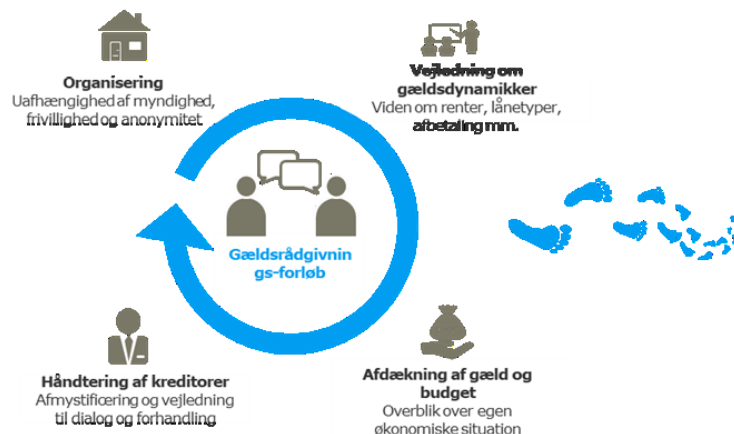 Organisering
Uafhængighed af myndighed,
frivillighed og anonymitet
Vejledning om
gældsdynamikker
Viden om renter, lånetyper,
afbetaling mm.
Gældsrådgivnin
gs-forløb
Håndtering af kreditorer
Afmystificering og vejledning
til dialog og forhandling
Afdækning af gæld og
budget
Overblik over egen
økonomiske situation